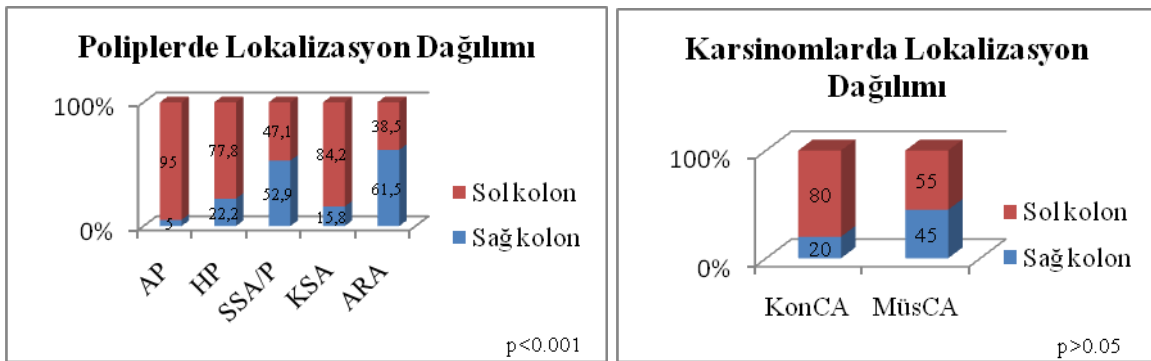 Poliplerde Lokalizasyon Dağılımı
100%
0%
95
5
77,8
22,2
47,1
52,9
84,2
15,8
38,5
61,5
AP
HP
SSA/P
KSA
ARA
Sol kolon
Sağ kolon
p<0.001
Karsinomlarda Lokalizasyon
Dağılımı
100%
0%
80
20
55
45
KonCA
MüsCA
Sol kolon
Sağ kolon
p>0.05